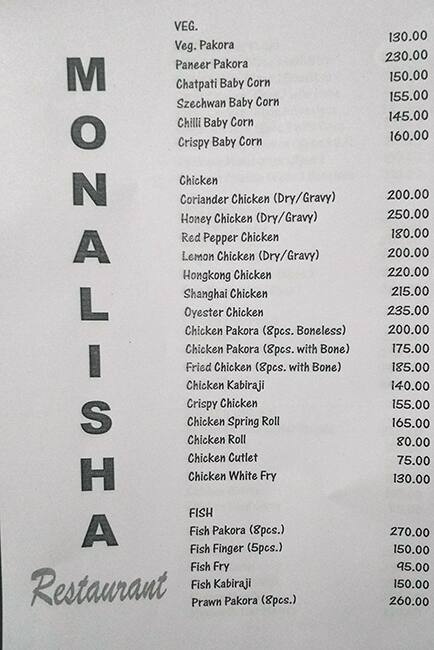 MONALISHA
Restaurant
VEG.
Veg. Pakora 130.00
Paneer Pakora 230.00
Chatpati Baby Corn 150.00
Szechwan Baby Corn 155.00
Chilli Baby Corn 145.00
Crispy Baby Corn 160.00
Chicken
Coriander Chicken (Dry/Gravy) 200.00
Honey Chicken (Dry/Gravy) 250.00
Red Pepper Chicken 180.00
Lemon Chicken (Dry/Gravy) 200.00
Hongkong Chicken 220.00
Shanghai Chicken 215.00
Oyester Chicken 235.00
Chicken Pakora (8pcs. Boneless) 200.00
Chicken Pakora (8pcs. with Bone) 175.00
Fried Chicken (8pcs. with Bone) 185.00
Chicken Kabiraji 140.00
Crispy Chicken 155.00
Chicken Spring Roll 165.00
Chicken Roll 80.00
Chicken Cutlet 75.00
Chicken White Fry 130.00
FISH
Fish Pakora (8pcs.) 270.00
Fish Finger (5pcs.) 150.00
Fish Fry 95.00
Fish Kabiraji 150.00
Prawn Pakora (8pcs.) 260.00